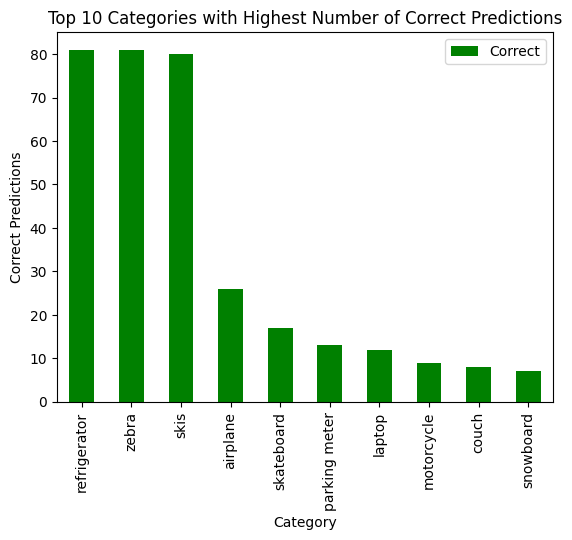 Top 10 Categories with Highest Number of Correct Predictions
Correct
80
70
60
50
40
30
20
10
0
Correct Predictions
refrigerator
zebra
skis
airplane
skateboard
parking meter
laptop
motorcycle
couch
snowboard
Category